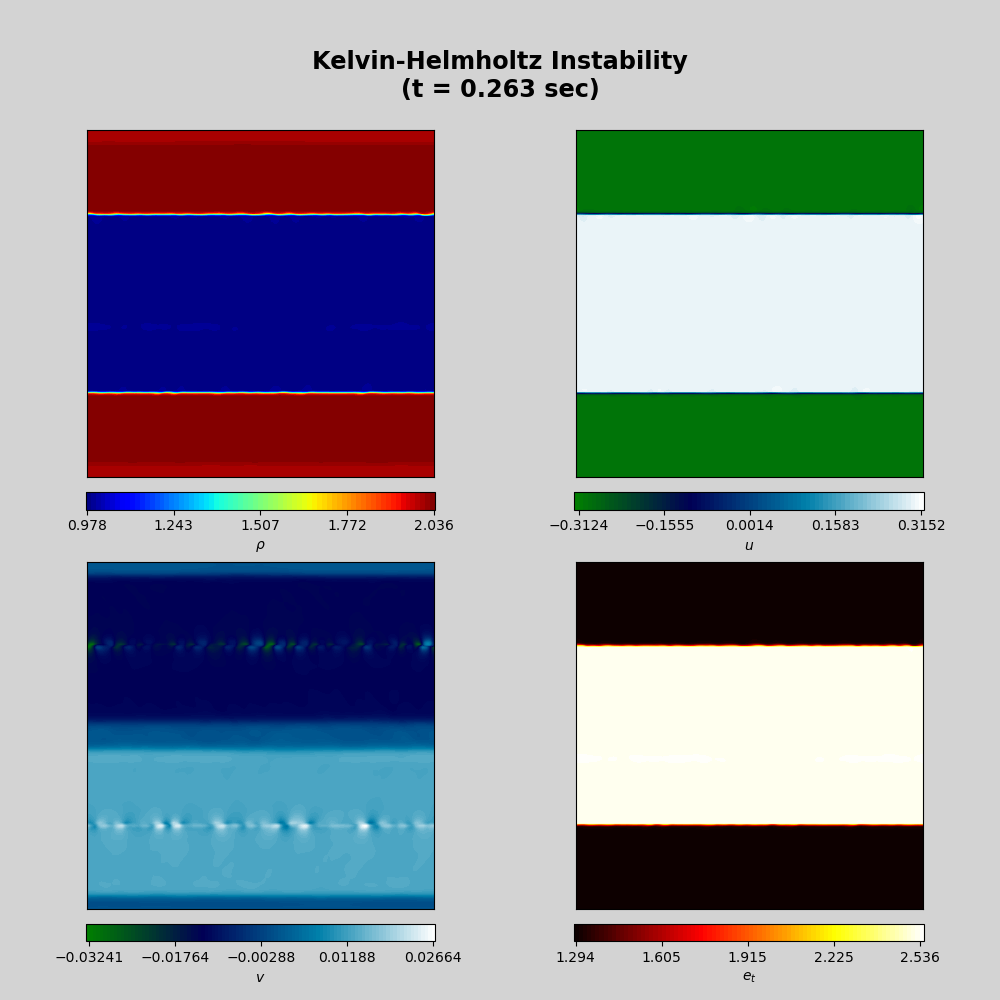 Kelvin-Helmholtz Instability
(t = 0.263 sec)
0.978 1.243 1.507 1.772 2.036
ρ
−0.3124 −0.1555 0.0014 0.1583 0.3152
u
−0.03241 −0.01764 −0.00288 0.01188 0.02664
v
1.294 1.605 1.915 2.225 2.536
e_t